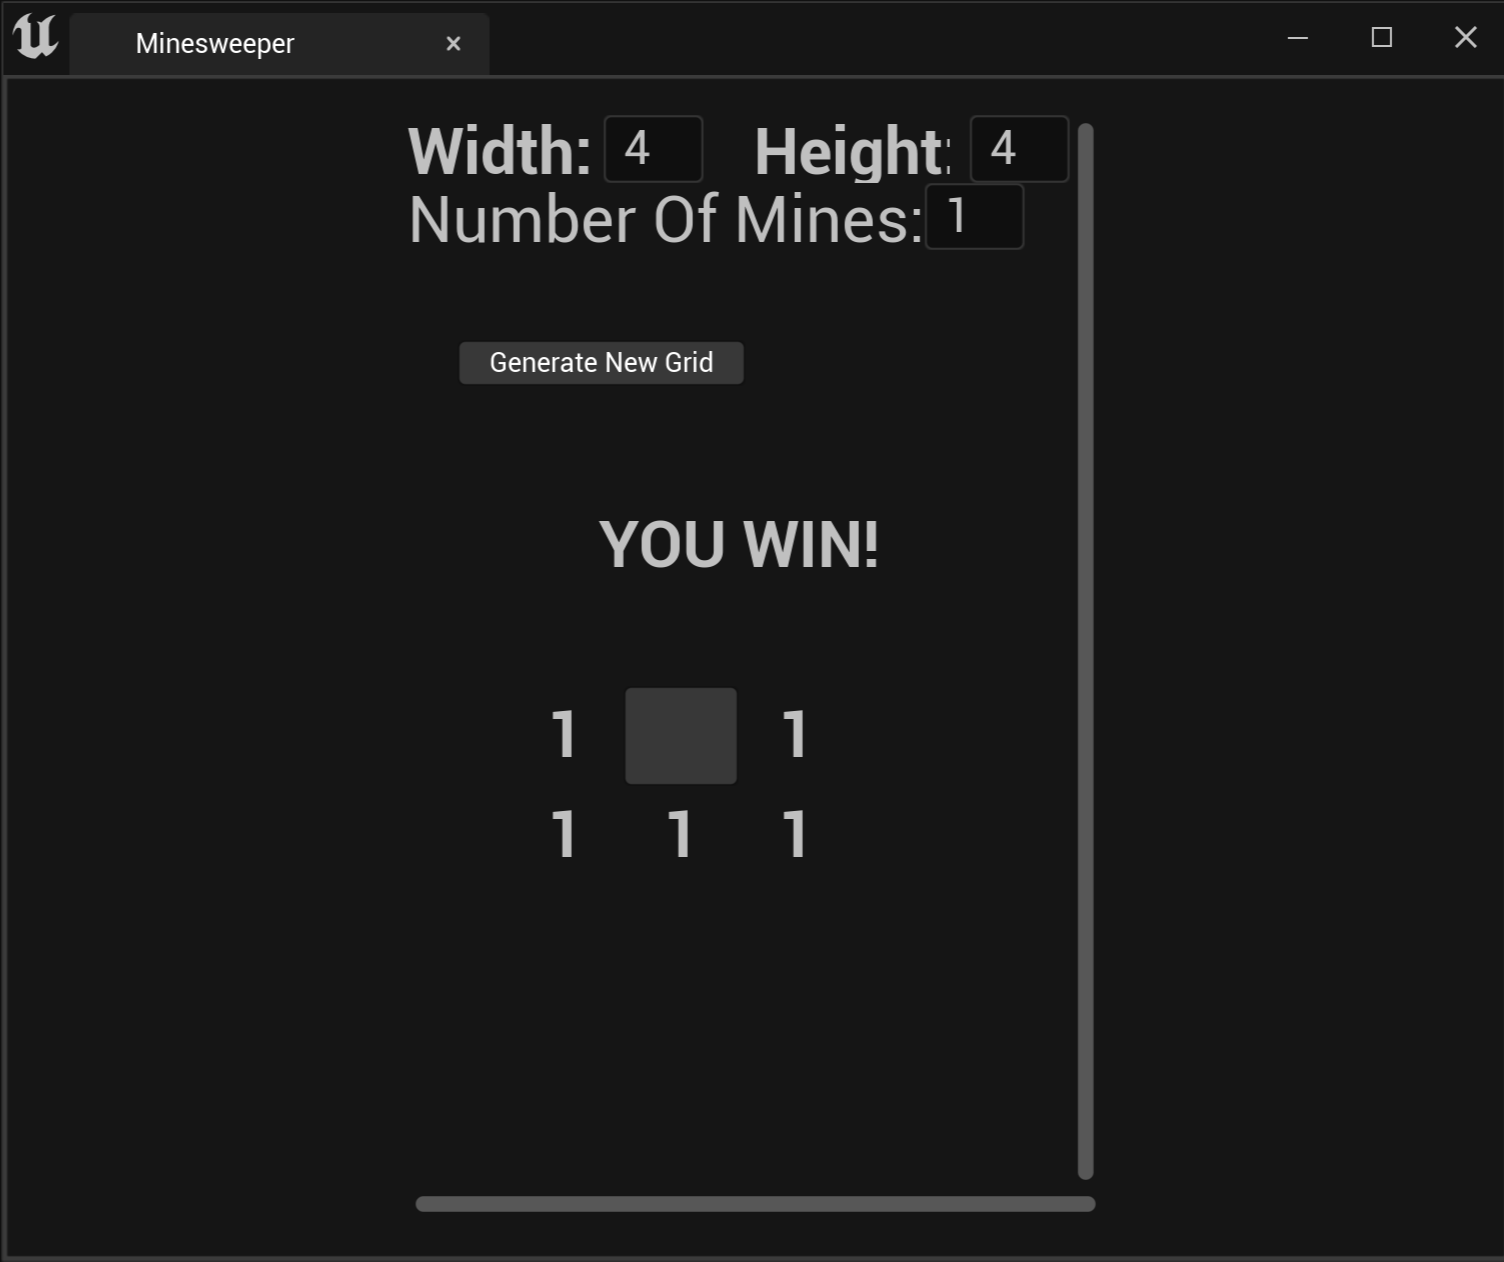 Minesweeper
Width: 4 Height: 4
Number Of Mines: 1
Generate New Grid
YOU WIN!
1 1
1 1 1